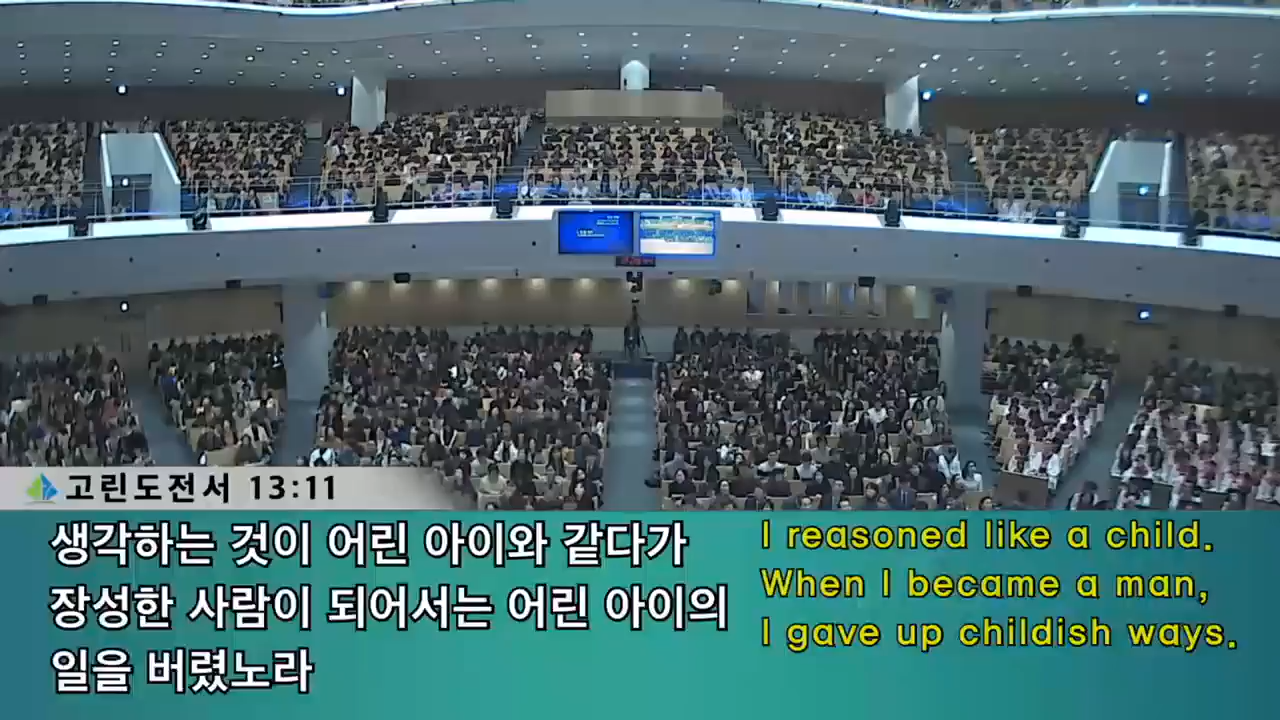 고린도전서 13:11
생각하는 것이 어린 아이와 같다가
장성한 사람이 되어서는 어린 아이의
일을 버렸노라
I reasoned like a child.
When I became a man,
I gave up childish ways.